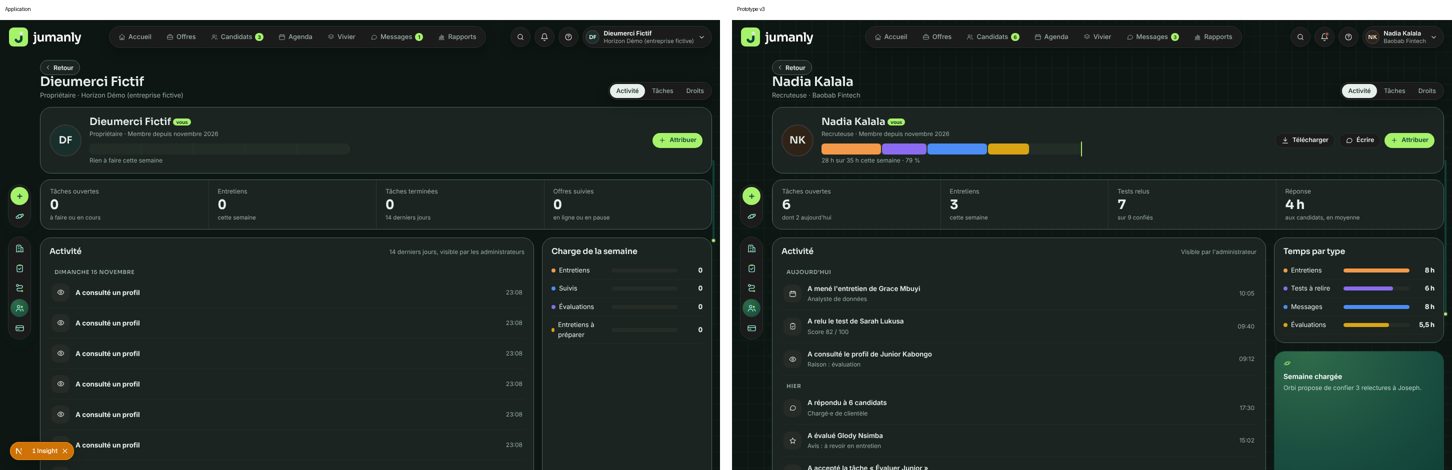 Application
jumanly
Accueil
Offres
Candidats 3
Agenda
Vivier
Messages 1
Rapports
DF
Dieumerci Fictif
Horizon Démo (entreprise fictive)
Retour
Dieumerci Fictif
Propriétaire · Horizon Démo (entreprise fictive)
Activité
Tâches
Droits
DF
Dieumerci Fictif vous
Propriétaire · Membre depuis novembre 2026
Rien à faire cette semaine
+ Attribuer
Tâches ouvertes
0
à faire ou en cours
Entretiens
0
cette semaine
Tâches terminées
0
14 derniers jours
Offres suivies
0
en ligne ou en pause
Activité
14 derniers jours, visible par les administrateurs
DIMANCHE 15 NOVEMBRE
A consulté un profil 23:08
A consulté un profil 23:08
A consulté un profil 23:08
A consulté un profil 23:08
A consulté un profil 23:08
A consulté un profil 23:08
Charge de la semaine
Entretiens 0
Suivis 0
Évaluations 0
Entretiens à
préparer 0
N 1 Insight ×
Prototype v3
jumanly
Accueil
Offres
Candidats 6
Agenda
Vivier
Messages 3
Rapports
NK
Nadia Kalala
Baobab Fintech
Retour
Nadia Kalala
Recruteuse · Baobab Fintech
Activité
Tâches
Droits
NK
Nadia Kalala vous
Recruteuse · Membre depuis novembre 2026
28 h sur 35 h cette semaine · 79 %
Télécharger
Écrire
+ Attribuer
Tâches ouvertes
6
dont 2 aujourd'hui
Entretiens
3
cette semaine
Tests relus
7
sur 9 confiés
Réponse
4 h
aux candidats, en moyenne
Activité
Visible par l'administrateur
AUJOURD'HUI
A mené l'entretien de Grace Mbuyi
Analyste de données
10:05
A relu le test de Sarah Lukusa
Score 82 / 100
09:40
A consulté le profil de Junior Kabongo
Raison : évaluation
09:12
HIER
A répondu à 6 candidats
Chargé·e de clientèle
17:30
A évalué Glody Nsimba
Avis : à revoir en entretien
15:02
A accepté la tâche « Évaluer Junior »
Temps par type
Entretiens 8 h
Tests à relire 6 h
Messages 8 h
Évaluations 5,5 h
Semaine chargée
Orbi propose de confier 3 relectures à Joseph.